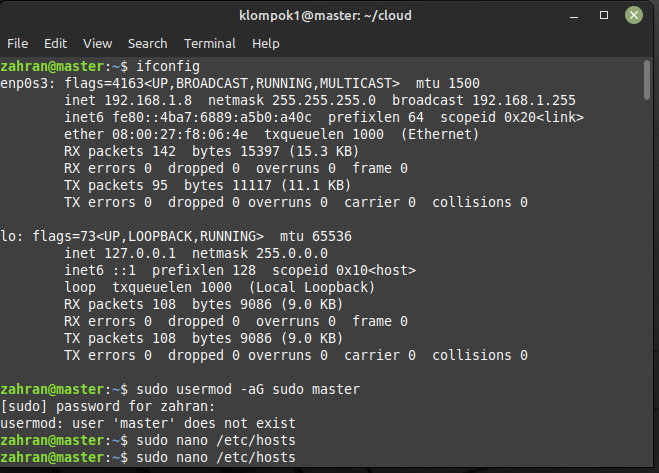 klompok1@master: ~/cloud
File Edit View Search Terminal Help
zahran@master:~$ ifconfig
enp0s3: flags=4163<UP,BROADCAST,RUNNING,MULTICAST>  mtu 1500
        inet 192.168.1.8  netmask 255.255.255.0  broadcast 192.168.1.255
        inet6 fe80::4ba7:6889:a5b0:a40c  prefixlen 64  scopeid 0x20<link>
        ether 08:00:27:f8:06:4e  txqueuelen 1000  (Ethernet)
        RX packets 142  bytes 15397 (15.3 KB)
        RX errors 0  dropped 0  overruns 0  frame 0
        TX packets 95  bytes 11117 (11.1 KB)
        TX errors 0  dropped 0 overruns 0  carrier 0  collisions 0
lo: flags=73<UP,LOOPBACK,RUNNING>  mtu 65536
        inet 127.0.0.1  netmask 255.0.0.0
        inet6 ::1  prefixlen 128  scopeid 0x10<host>
        loop  txqueuelen 1000  (Local Loopback)
        RX packets 108  bytes 9086 (9.0 KB)
        RX errors 0  dropped 0  overruns 0  frame 0
        TX packets 108  bytes 9086 (9.0 KB)
        TX errors 0  dropped 0 overruns 0  carrier 0  collisions 0
zahran@master:~$ sudo usermod -aG sudo master
[sudo] password for zahran:
usermod: user 'master' does not exist
zahran@master:~$ sudo nano /etc/hosts
zahran@master:~$ sudo nano /etc/hosts